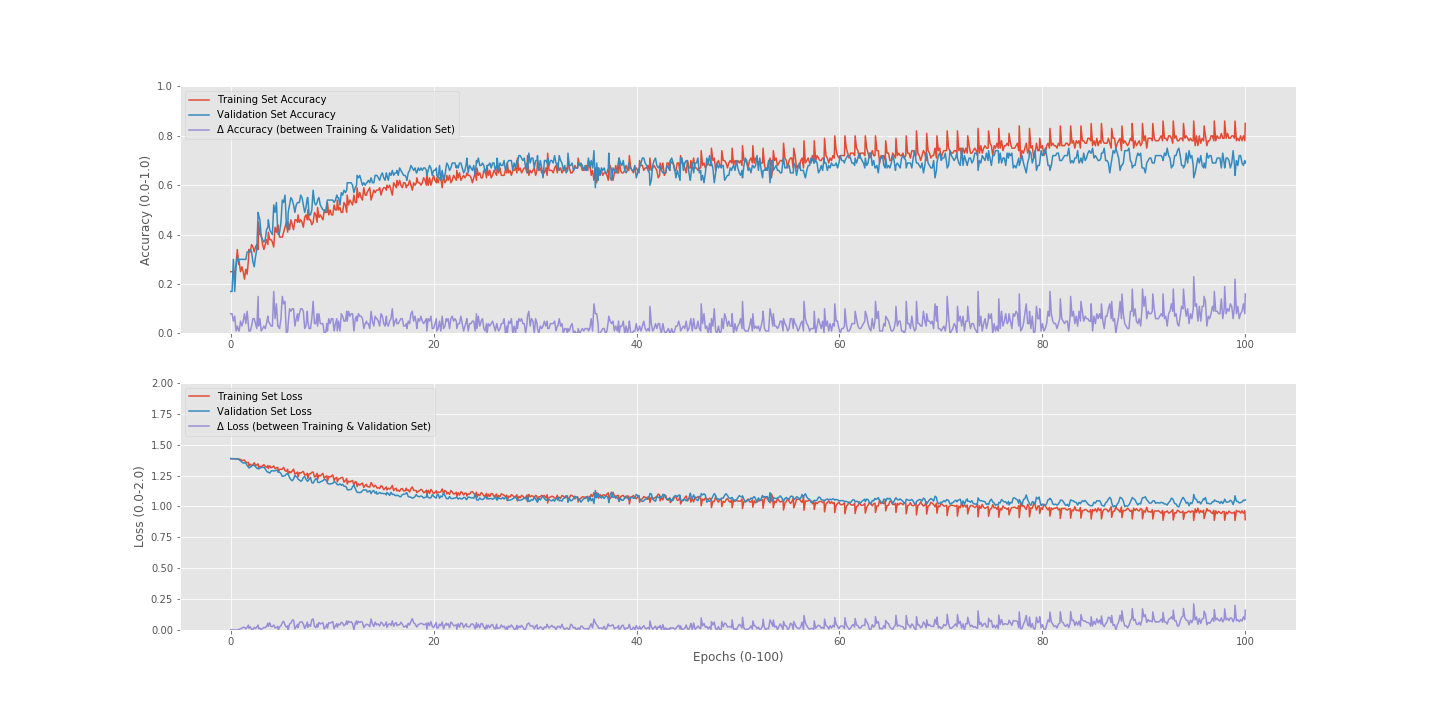 1.0
0.8
0.6
0.4
0.2
0.0
Accuracy (0.0-1.0)
Training Set Accuracy
Validation Set Accuracy
Δ Accuracy (between Training & Validation Set)
0 20 40 60 80 100
2.00
1.75
1.50
1.25
1.00
0.75
0.50
0.25
0.00
Loss (0.0-2.0)
Training Set Loss
Validation Set Loss
Δ Loss (between Training & Validation Set)
0 20 40 60 80 100
Epochs (0-100)